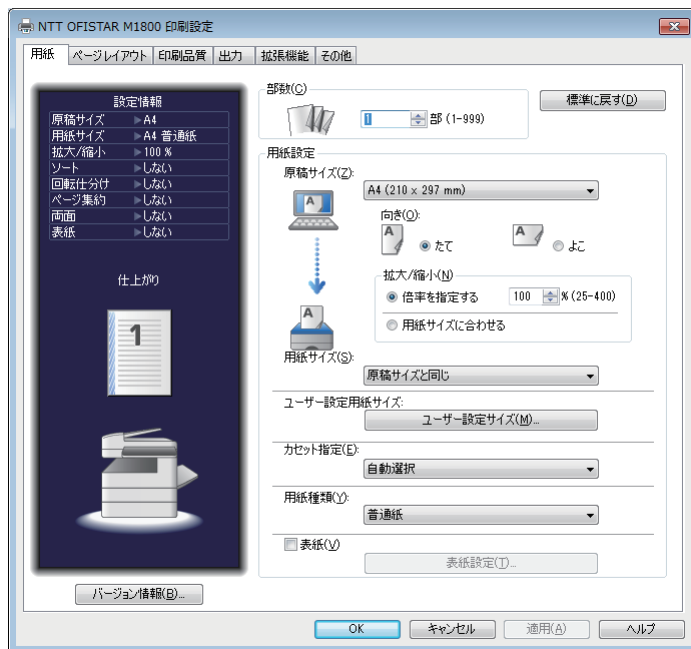 NTT OFISTAR M1800 印刷設定
用紙 ページレイアウト 印刷品質 出力 拡張機能 その他
設定情報
原稿サイズ ▶A4
用紙サイズ ▶A4 普通紙
拡大/縮小 ▶100 %
ソート ▶しない
回転仕分け ▶しない
ページ集約 ▶しない
両面 ▶しない
表紙 ▶しない
仕上がり
1
バージョン情報(B)...
部数(C)
1 部 (1-999)
標準に戻す(D)
用紙設定
原稿サイズ(Z):
A4 (210 x 297 mm)
A
向き(O):
A たて A よこ
拡大/縮小(N)
倍率を指定する 100 % (25-400)
用紙サイズに合わせる
A
用紙サイズ(S):
原稿サイズと同じ
ユーザー設定用紙サイズ:
ユーザー設定サイズ(M)...
カセット指定(E):
自動選択
用紙種類(Y):
普通紙
表紙(V)
表紙設定(T)...
OK キャンセル 適用(A) ヘルプ